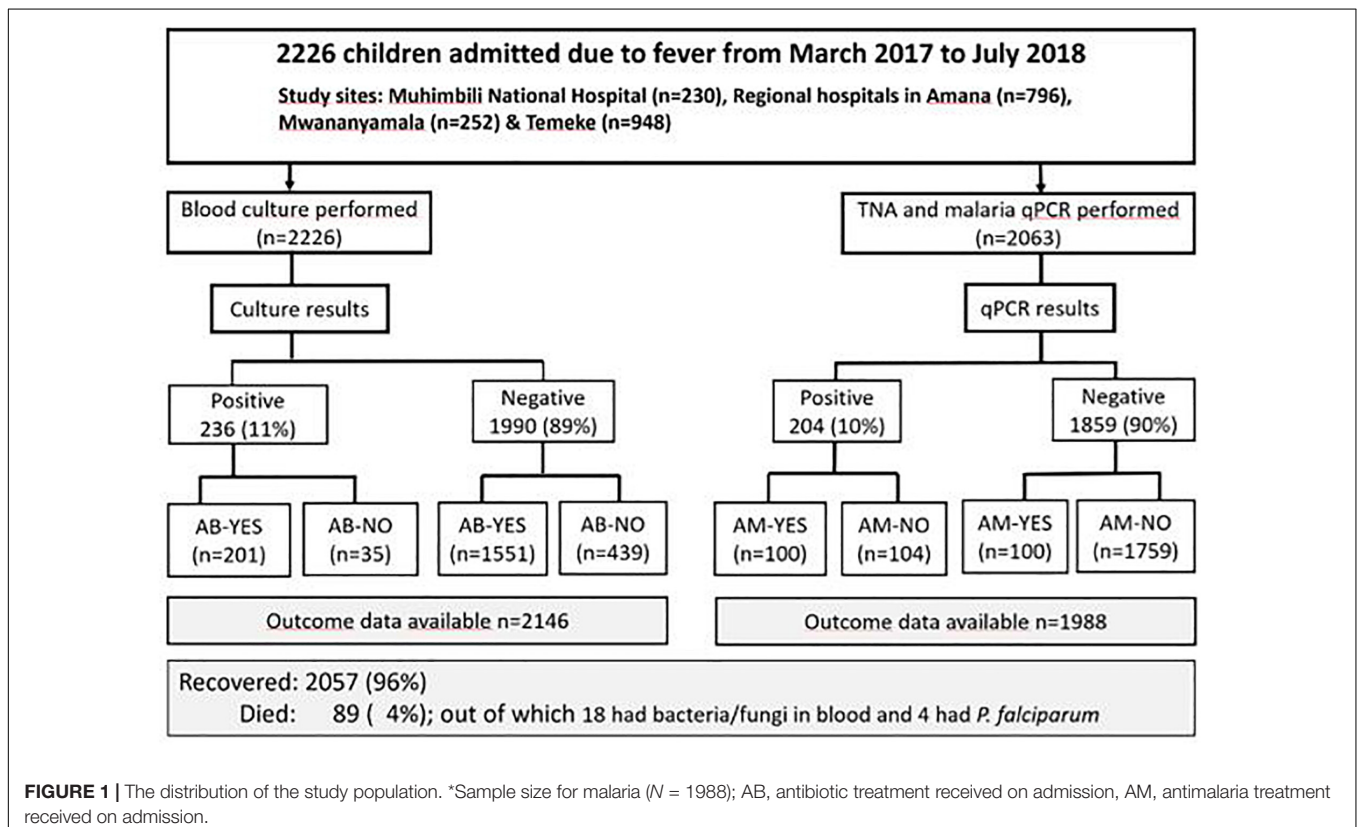 2226 children admitted due to fever from March 2017 to July 2018
Study sites: Muhimbili National Hospital (n=230), Regional hospitals in Amana (n=796),
Mwananyamala (n=252) & Temeke (n=948)
Blood culture performed
(n=2226)
TNA and malaria qPCR performed
(n=2063)
Culture results
qPCR results
Positive
236 (11%)
Negative
1990 (89%)
Positive
204 (10%)
Negative
1859 (90%)
AB-YES
(n=201)
AB-NO
(n=35)
AB-YES
(n=1551)
AB-NO
(n=439)
AM-YES
(n=100)
AM-NO
(n=104)
AM-YES
(n=100)
AM-NO
(n=1759)
Outcome data available n=2146
Outcome data available n=1988
Recovered: 2057 (96%)
Died: 89 ( 4%); out of which 18 had bacteria/fungi in blood and 4 had P. falciparum
FIGURE 1 | The distribution of the study population. *Sample size for malaria (N = 1988); AB, antibiotic treatment received on admission, AM, antimalaria treatment
received on admission.